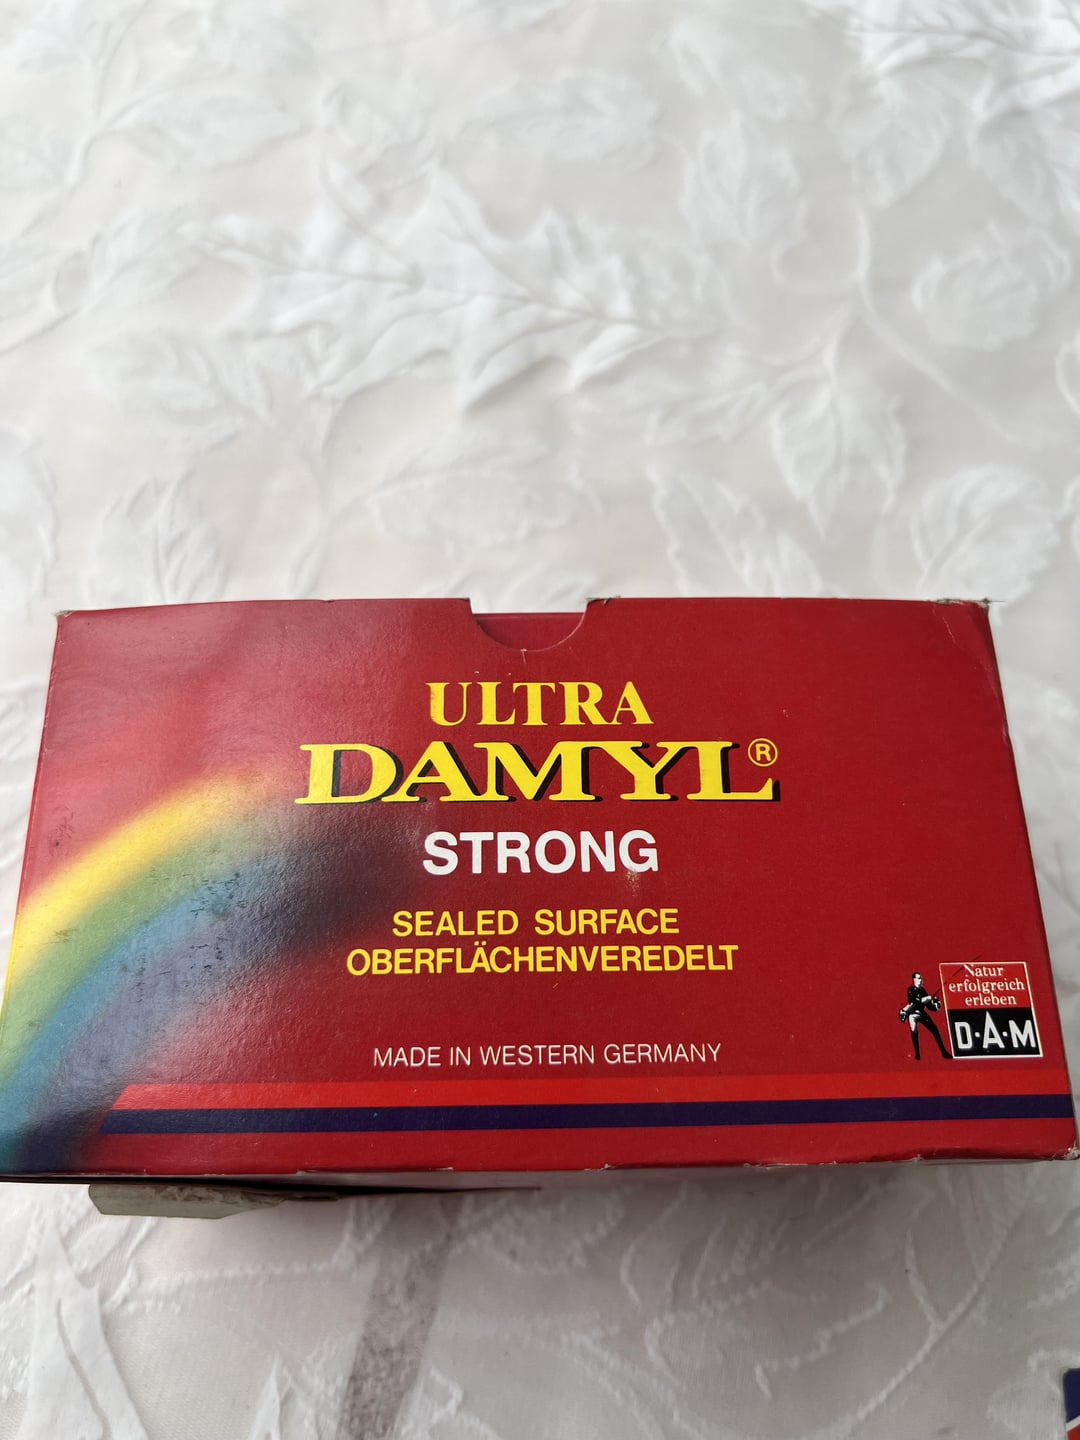 ULTRA
DAMYL®
STRONG
SEALED SURFACE
OBERFLÄCHENVEREDELT
MADE IN WESTERN GERMANY
Natur
erfolgreich
erleben
D·A·M